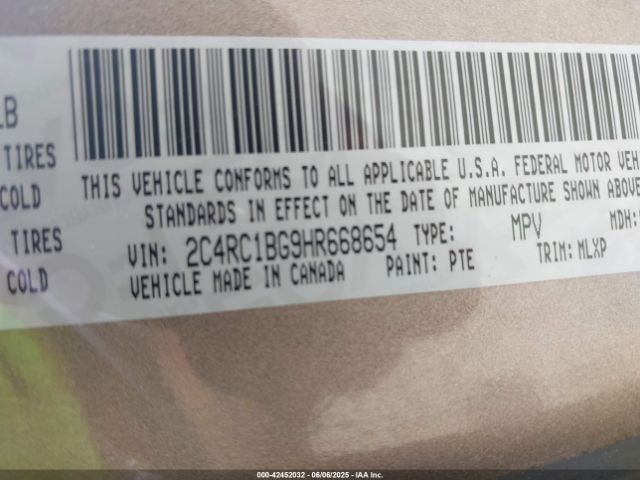 LB
TIRES
COLD
TIRES
COLD
THIS VEHICLE CONFORMS TO ALL APPLICABLE U.S.A. FEDERAL MOTOR VEH
STANDARDS IN EFFECT ON THE DATE OF MANUFACTURE SHOWN ABOVE
VIN: 2C4RC1BG9HR668654 TYPE: MPV MDH:
VEHICLE MADE IN CANADA PAINT: PTE TRIM: MLXP
000-42452032 - 06/06/2025 - IAA Inc.